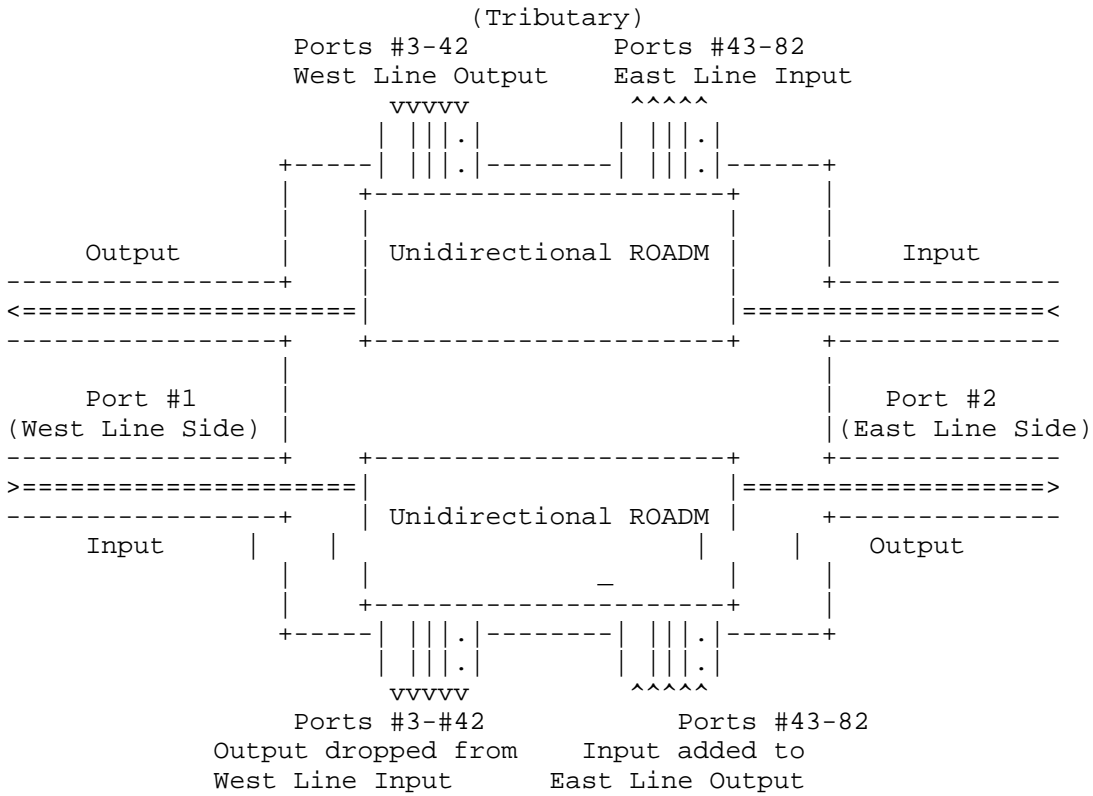 (Tributary)
Ports #3-42 Ports #43-82
West Line Output East Line Input
vvvvv ^^^^^
Unidirectional ROADM
Output Input
Port #1 Port #2
(West Line Side) (East Line Side)
Unidirectional ROADM
Input Output
vvvvv ^^^^^
Ports #3-#42 Ports #43-82
Output dropped from Input added to
West Line Input East Line Output